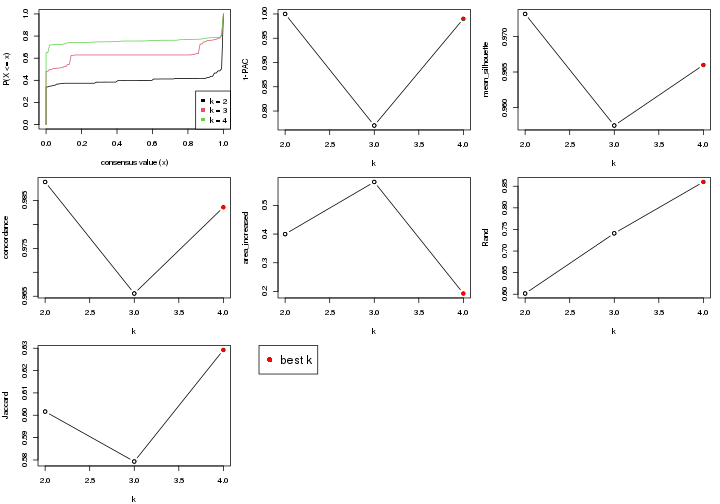 P(X <= x)
0.0 0.2 0.4 0.6 0.8 1.0
0.0 0.2 0.4 0.6 0.8 1.0
consensus value (x)
k = 2
k = 3
k = 4
1-PAC
0.80 0.85 0.90 0.95 1.00
2.0 2.5 3.0 3.5 4.0
k
mean_silhouette
0.960 0.965 0.970
2.0 2.5 3.0 3.5 4.0
k
concordance
0.965 0.975 0.985
2.0 2.5 3.0 3.5 4.0
k
area_increased
0.2 0.3 0.4 0.5
2.0 2.5 3.0 3.5 4.0
k
Rand
0.60 0.65 0.70 0.75 0.80 0.85
2.0 2.5 3.0 3.5 4.0
k
Jaccard
0.58 0.59 0.60 0.61 0.62 0.63
2.0 2.5 3.0 3.5 4.0
k
best k